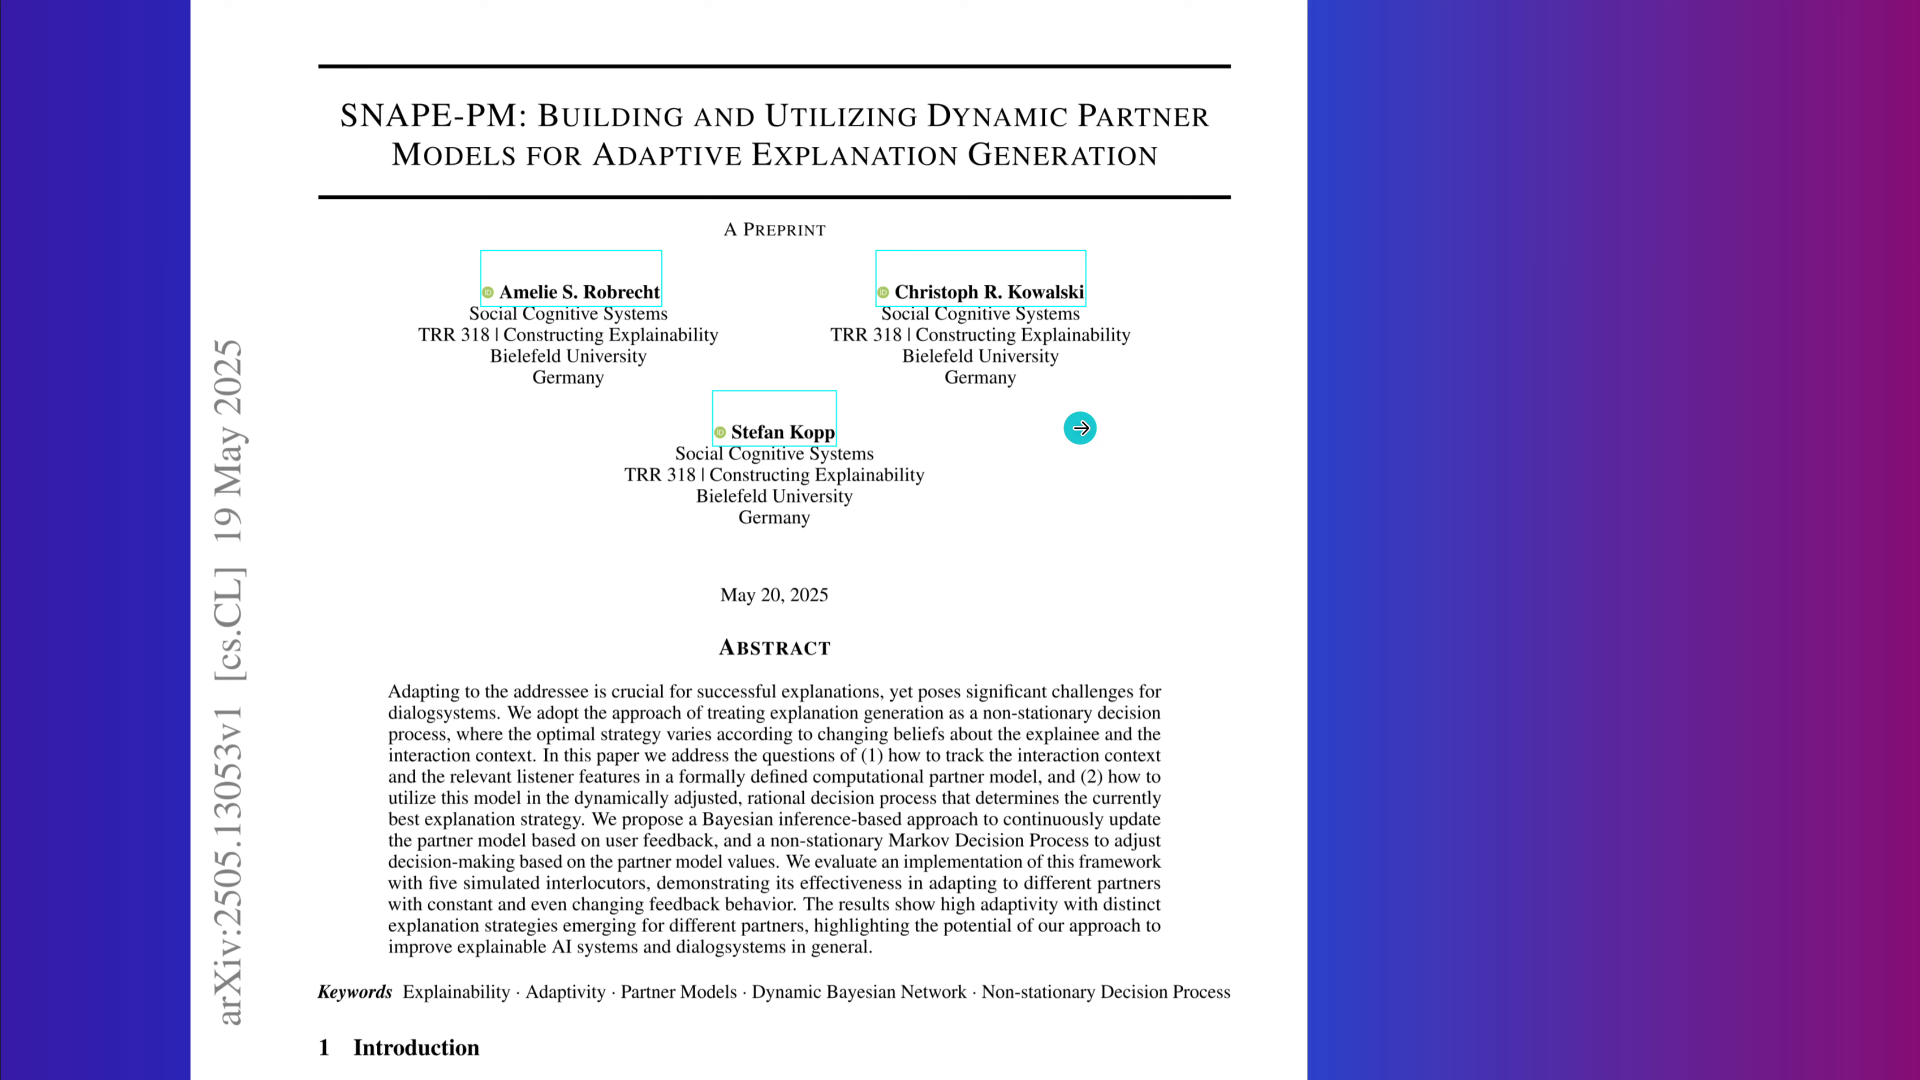 SNAPE-PM: BUILDING AND UTILIZING DYNAMIC PARTNER
MODELS FOR ADAPTIVE EXPLANATION GENERATION
A PREPRINT
Amelie S. Robrecht
Social Cognitive Systems
TRR 318 | Constructing Explainability
Bielefeld University
Germany
Christoph R. Kowalski
Social Cognitive Systems
TRR 318 | Constructing Explainability
Bielefeld University
Germany
Stefan Kopp
Social Cognitive Systems
TRR 318 | Constructing Explainability
Bielefeld University
Germany
May 20, 2025
ABSTRACT
Adapting to the addressee is crucial for successful explanations, yet poses significant challenges for
dialogsystems. We adopt the approach of treating explanation generation as a non-stationary decision
process, where the optimal strategy varies according to changing beliefs about the explainee and the
interaction context. In this paper we address the questions of (1) how to track the interaction context
and the relevant listener features in a formally defined computational partner model, and (2) how to
utilize this model in the dynamically adjusted, rational decision process that determines the currently
best explanation strategy. We propose a Bayesian inference-based approach to continuously update
the partner model based on user feedback, and a non-stationary Markov Decision Process to adjust
decision-making based on the partner model values. We evaluate an implementation of this framework
with five simulated interlocutors, demonstrating its effectiveness in adapting to different partners
with constant and even changing feedback behavior. The results show high adaptivity with distinct
explanation strategies emerging for different partners, highlighting the potential of our approach to
improve explainable AI systems and dialogsystems in general.
Keywords Explainability · Adaptivity · Partner Models · Dynamic Bayesian Network · Non-stationary Decision Process
1 Introduction
arXiv:2505.13053v1 [cs.CL] 19 May 2025